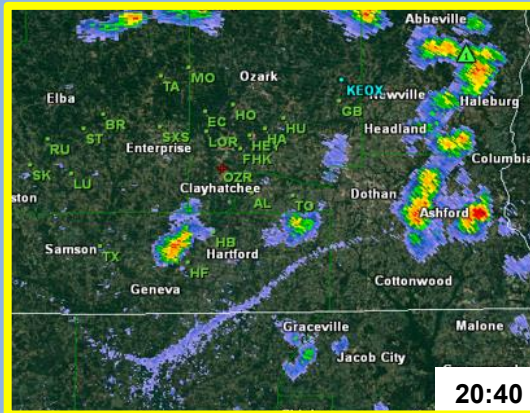 Abbeville
MO
Ozark
TA
KEOX
Newville
Elba
Haleburg
BR
EC
HO
GB
ST
SXS
HU
Headland
RU
Enterprise
LOR
HEY
HA
FHK
Columbia
SK
LU
OZR
Clayhatchee
Dothan
ston
AL
TO
Ashford
Samson
TX
HB
Hartford
HF
Geneva
Cottonwood
Graceville
Malone
Jacob City
20:40